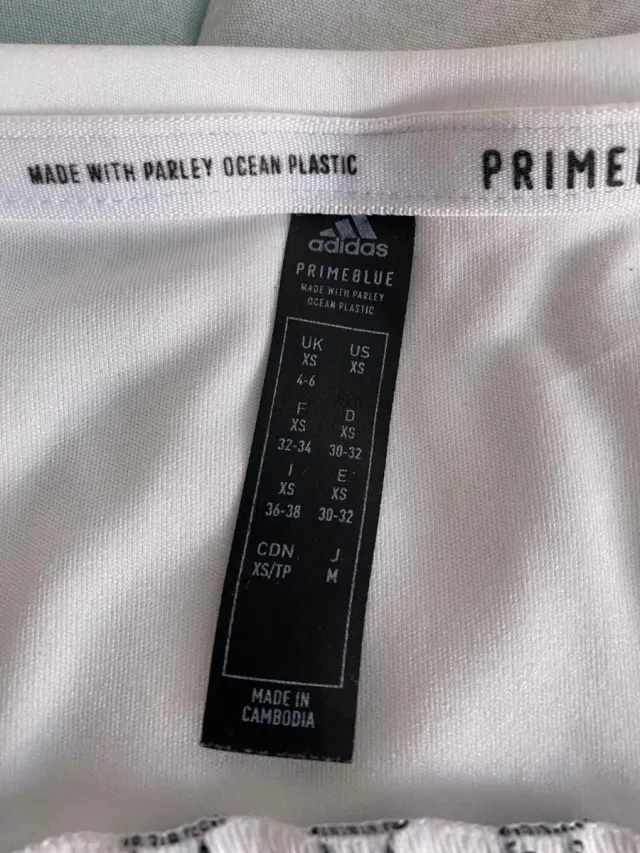 MADE WITH PARLEY OCEAN PLASTIC PRIME
adidas
PRIMEBLUE
MADE WITH PARLEY
OCEAN PLASTIC
UK US
XS XS
4-6
F D
XS XS
32-34 30-32
I E
XS XS
36-38 30-32
CDN J
XS/TP M
MADE IN
CAMBODIA